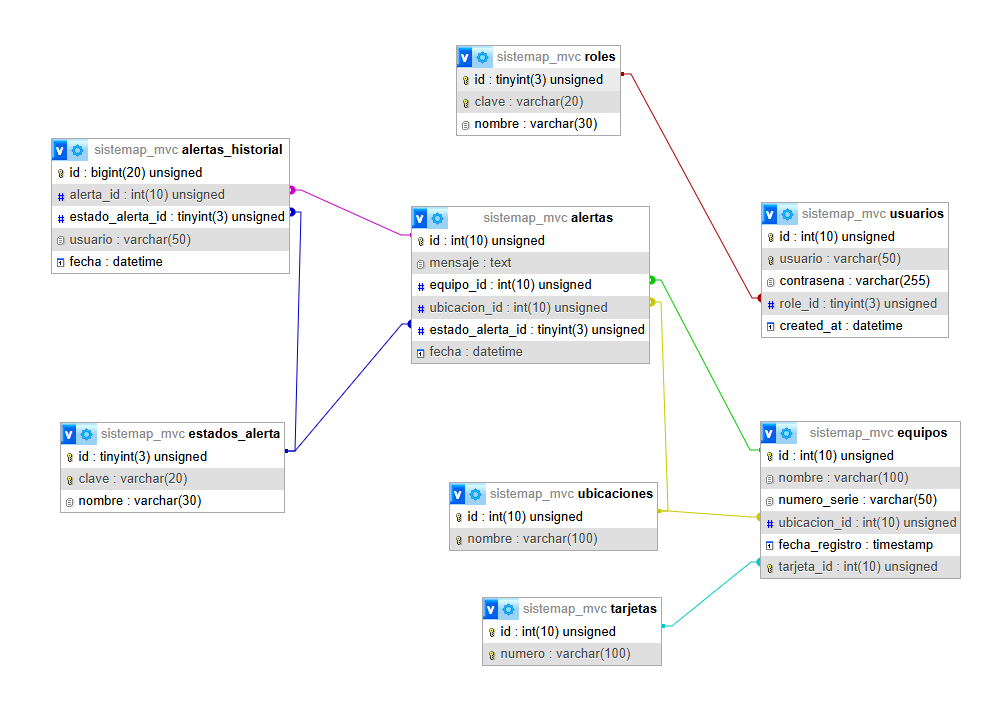 sistemap_mvc roles
id : tinyint(3) unsigned
clave : varchar(20)
nombre : varchar(30)
sistemap_mvc alertas_historial
id : bigint(20) unsigned
alerta_id : int(10) unsigned
estado_alerta_id : tinyint(3) unsigned
usuario : varchar(50)
fecha : datetime
sistemap_mvc alertas
id : int(10) unsigned
mensaje : text
equipo_id : int(10) unsigned
ubicacion_id : int(10) unsigned
estado_alerta_id : tinyint(3) unsigned
fecha : datetime
sistemap_mvc usuarios
id : int(10) unsigned
usuario : varchar(50)
contrasena : varchar(255)
role_id : tinyint(3) unsigned
created_at : datetime
sistemap_mvc estados_alerta
id : tinyint(3) unsigned
clave : varchar(20)
nombre : varchar(30)
sistemap_mvc equipos
id : int(10) unsigned
nombre : varchar(100)
numero_serie : varchar(50)
ubicacion_id : int(10) unsigned
fecha_registro : timestamp
tarjeta_id : int(10) unsigned
sistemap_mvc ubicaciones
id : int(10) unsigned
nombre : varchar(100)
sistemap_mvc tarjetas
id : int(10) unsigned
numero : varchar(100)